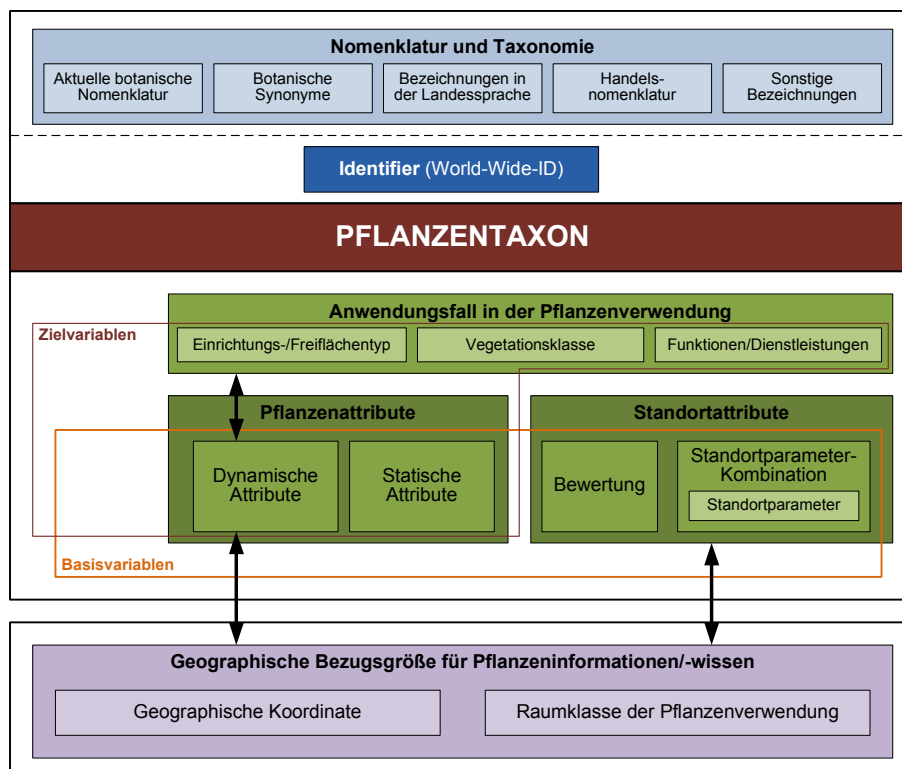 Nomenklatur und Taxonomie
Aktuelle botanische
Nomenklatur
Botanische
Synonyme
Bezeichnungen in
der Landessprache
Handels-
nomenklatur
Sonstige
Bezeichnungen
Identifier (World-Wide-ID)
PFLANZENTAXON
Anwendungsfall in der Pflanzenverwendung
Zielvariablen
Einrichtungs-/Freiflächentyp
Vegetationsklasse
Funktionen/Dienstleistungen
Pflanzenattribute
Dynamische
Attribute
Statische
Attribute
Standortattribute
Bewertung
Standortparameter-
Kombination
Standortparameter
Basisvariablen
Geographische Bezugsgröße für Pflanzeninformationen/-wissen
Geographische Koordinate
Raumklasse der Pflanzenverwendung